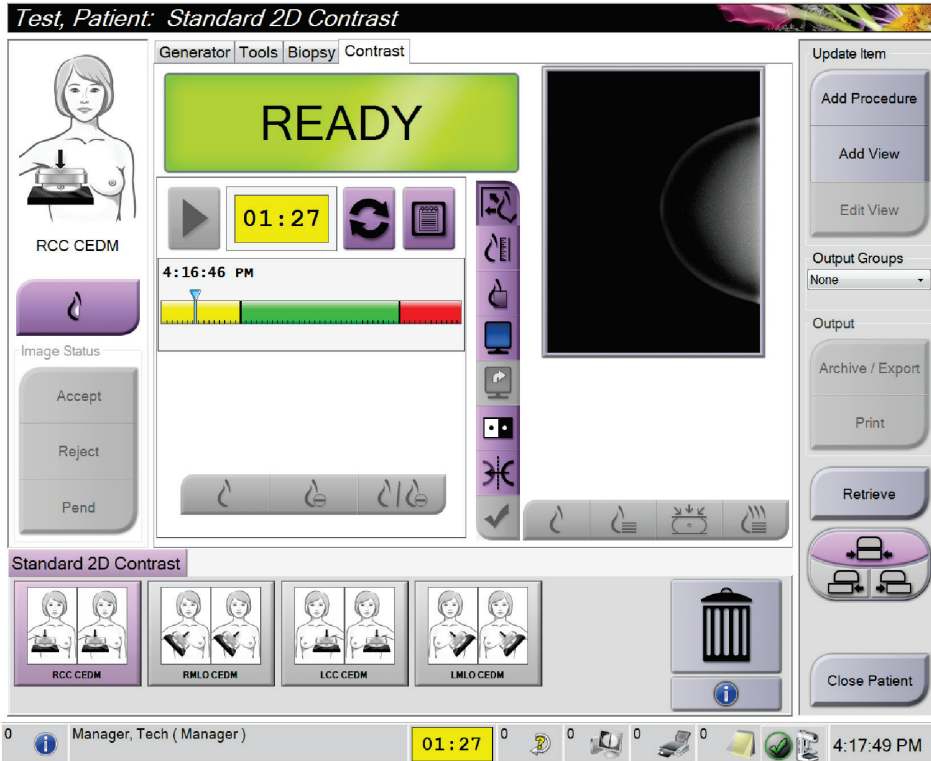 Test, Patient: Standard 2D Contrast
Generator Tools Biopsy Contrast
READY
01:27
4:16:46 PM
RCC CEDM
Image Status
Accept
Reject
Pend
Update Item
Add Procedure
Add View
Edit View
Output Groups
None
Output
Archive / Export
Print
Retrieve
Close Patient
Standard 2D Contrast
RCC CEDM
RMLO CEDM
LCC CEDM
LMLO CEDM
0 Manager, Tech ( Manager ) 01:27 0 0 0 0 4:17:49 PM